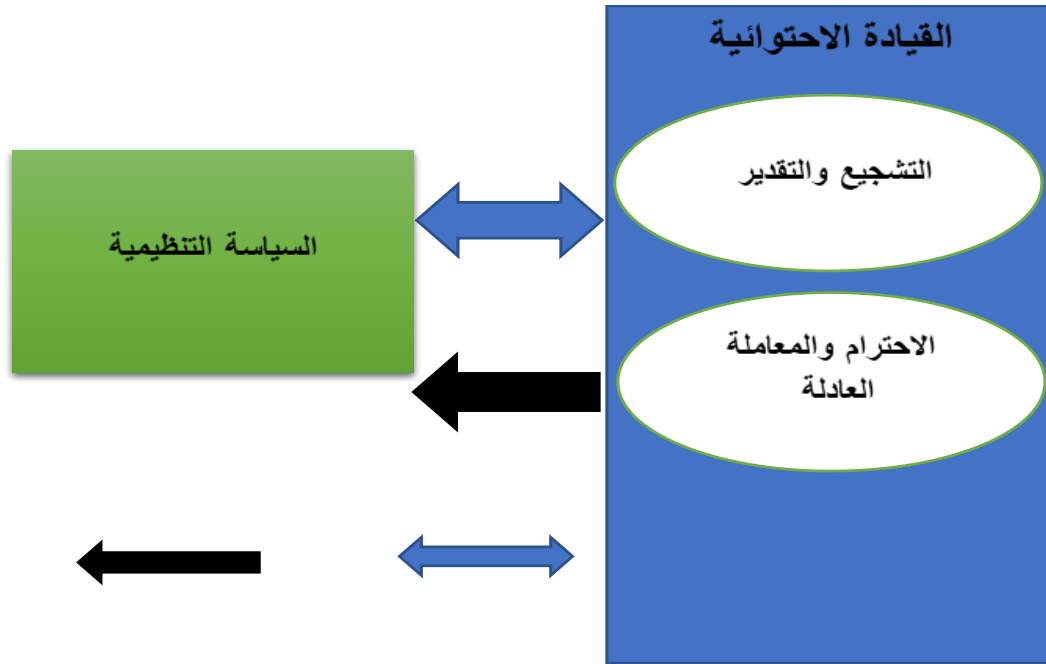 القيادة الاحتوائية
التشجيع والتقدير
السياسة التنظيمية
الاحترام والمعاملة
العادلة